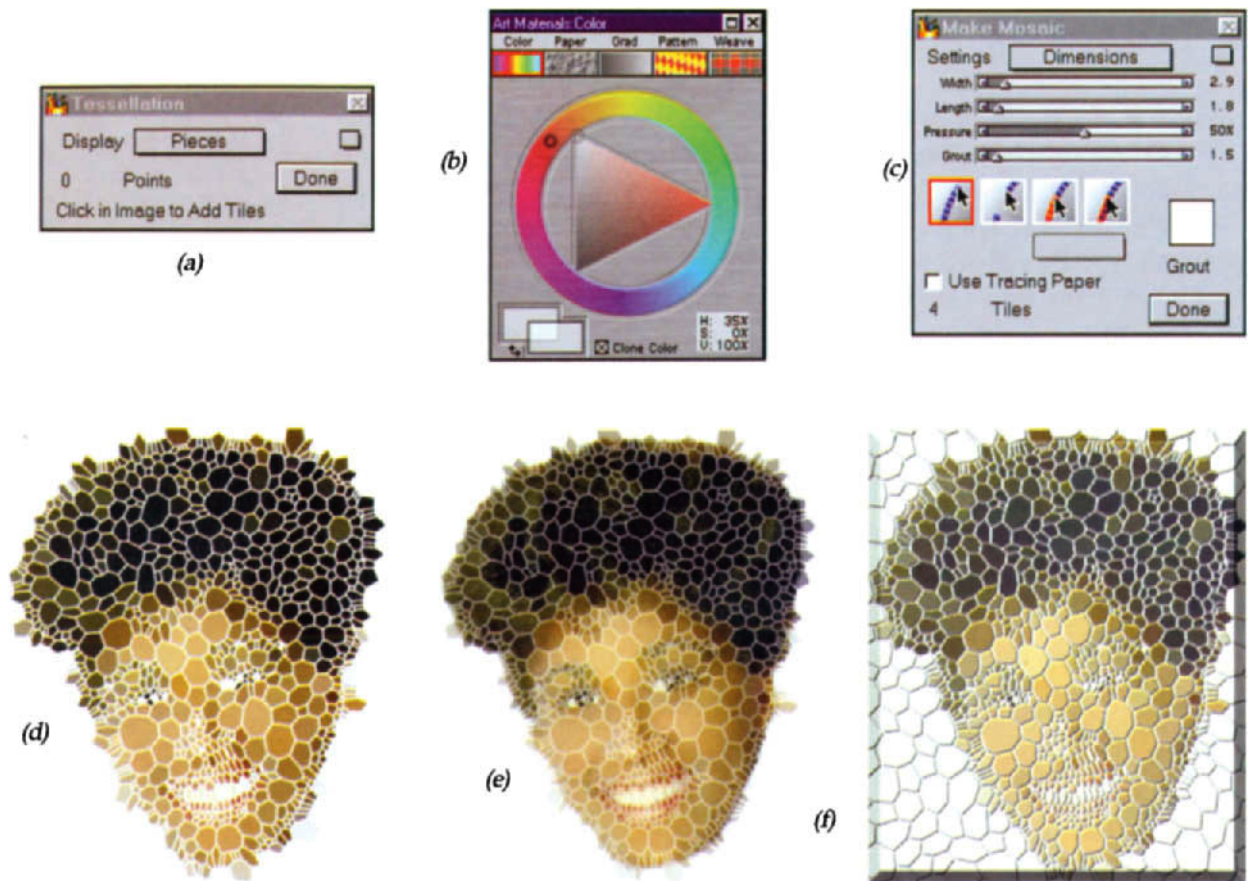 Tessellation
Display Pieces
0 Points Done
Click in Image to Add Tiles
(a)
Art Materials:Color
Color Paper Grad Pattern Weave
H: 35%
S: 0%
V: 100%
Clone Color
(b)
Make Mosaic
Settings Dimensions
Width 2.9
Length 1.8
Pressure 50%
Grout 1.5
Grout
Use Tracing Paper
4 Tiles Done
(c)
(d)
(e)
(f)